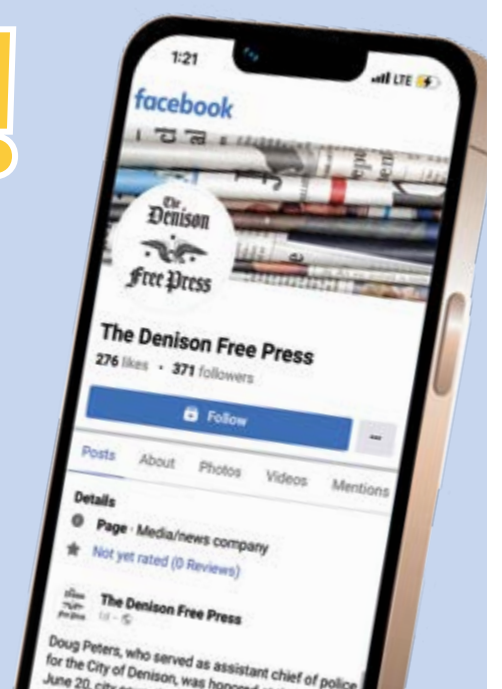 !
1:21
LTE
facebook
The
Denison
Free Press
The Denison Free Press
276 likes · 371 followers
Follow
Posts About Photos Videos Mentions
Details
Page · Media/news company
Not yet rated (0 Reviews)
The Denison Free Press
Doug Peters, who served as assistant chief of police
for the City of Denison, was honored
June 20, city